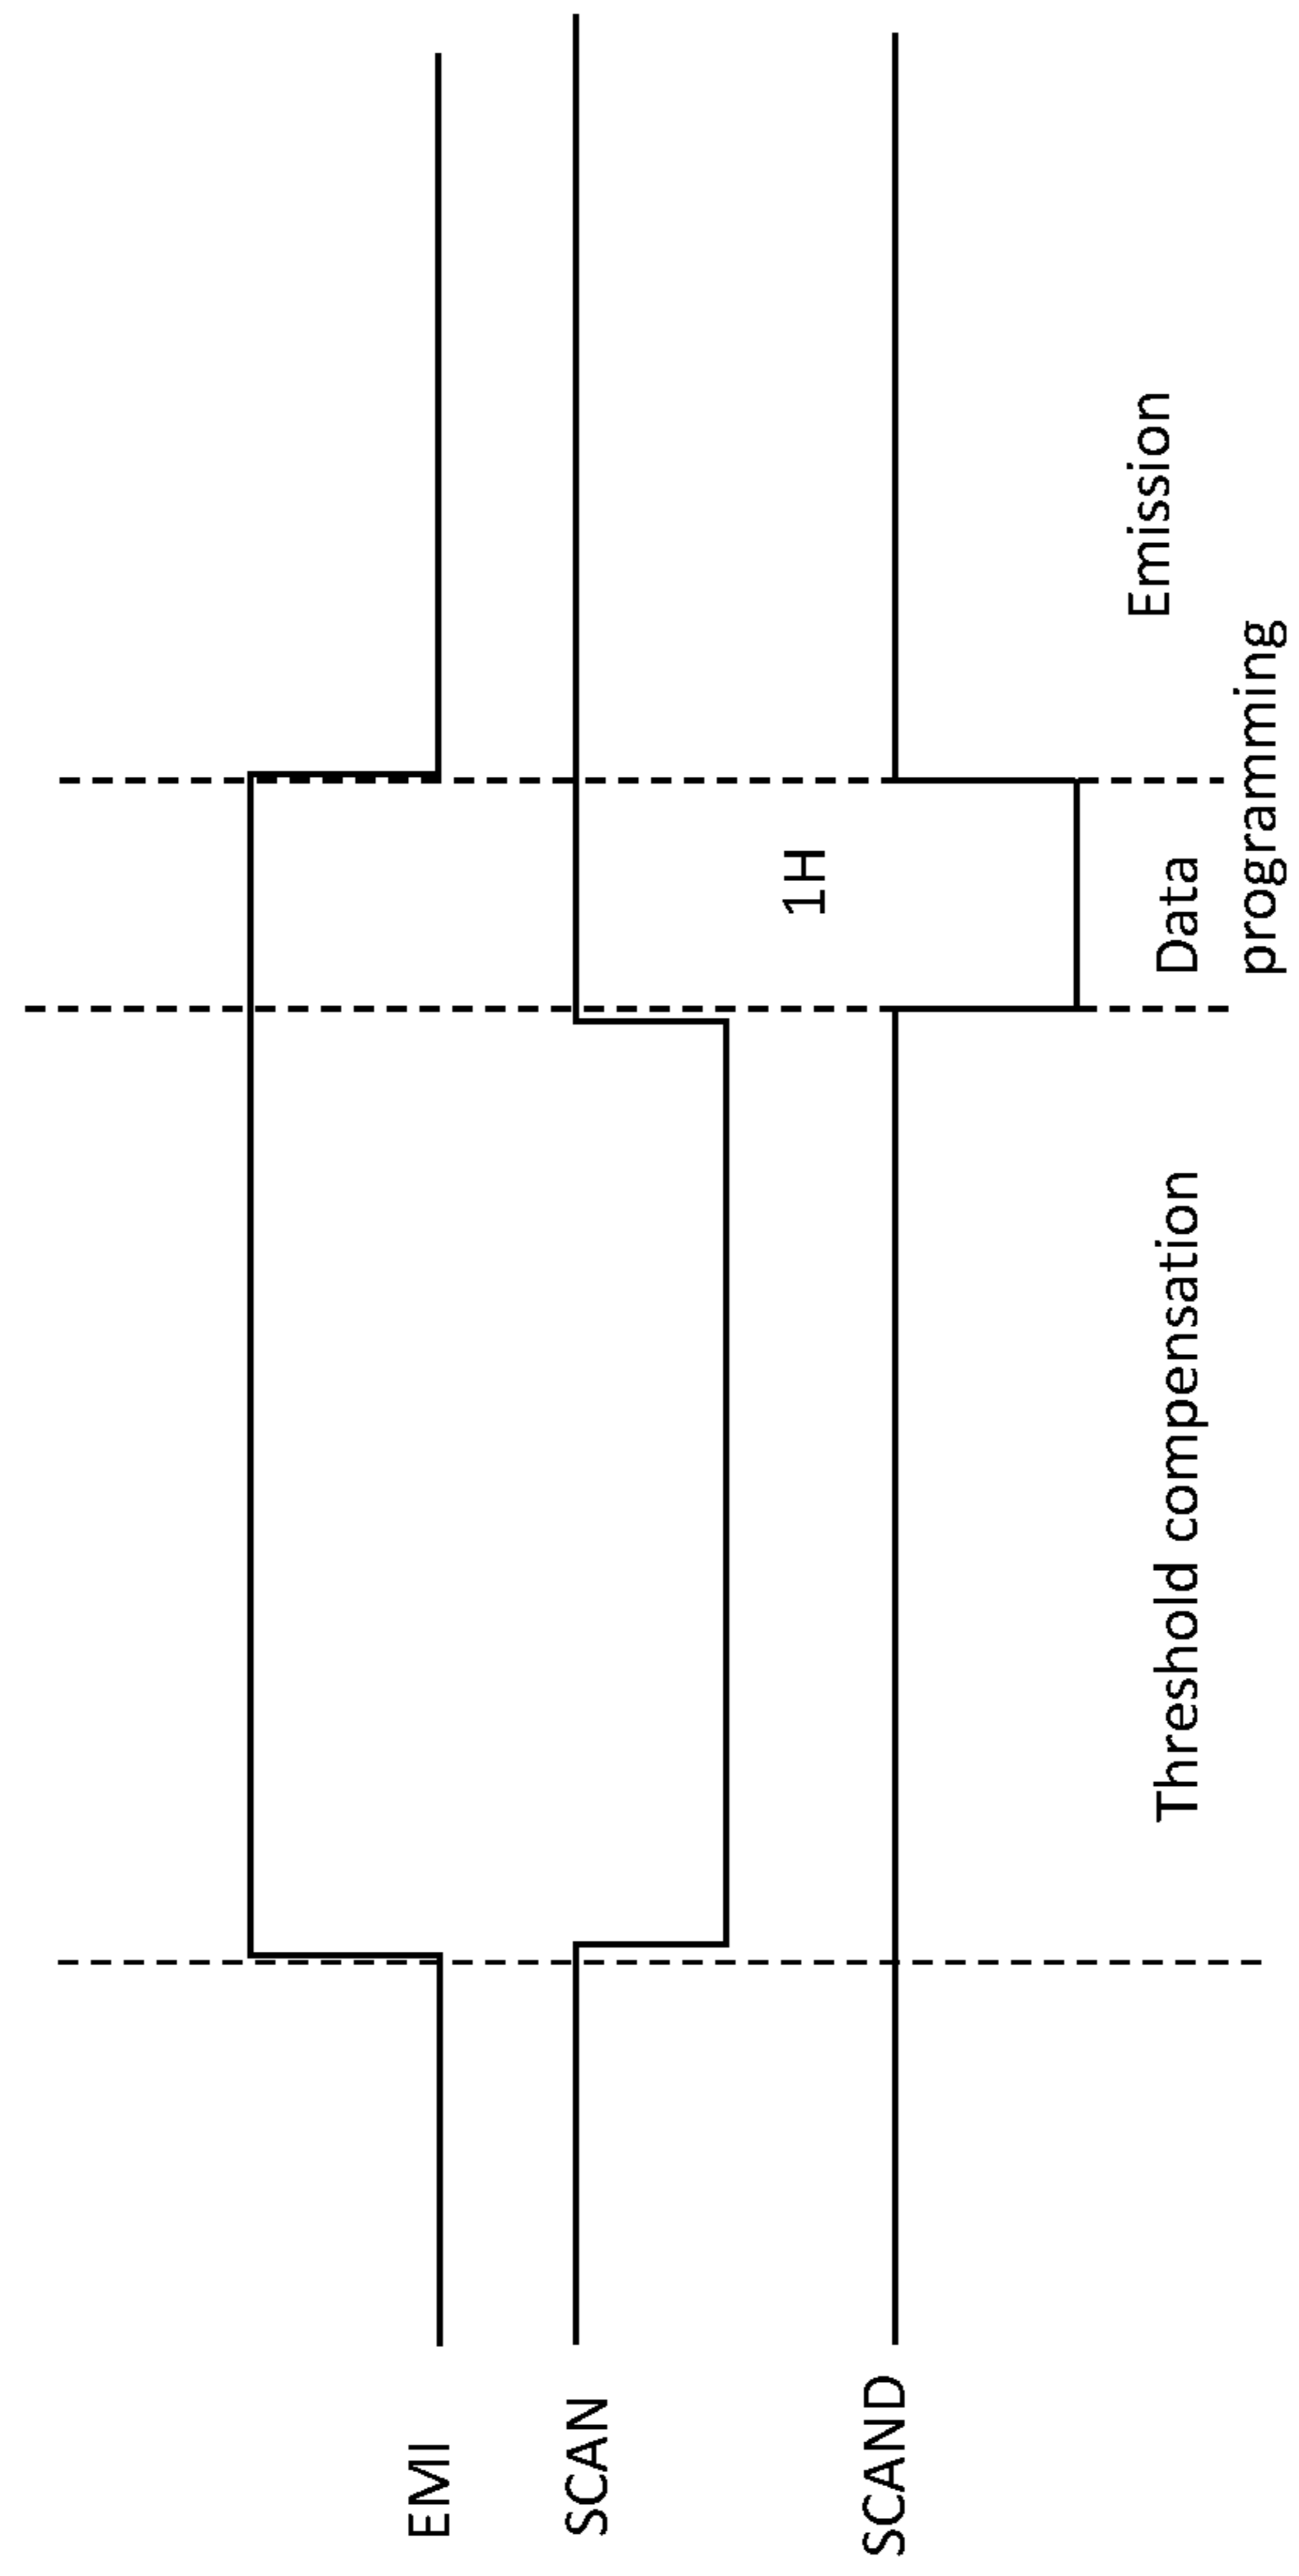 EMI
SCAN
1H
SCAND
Threshold compensation
Data
programming
Emission